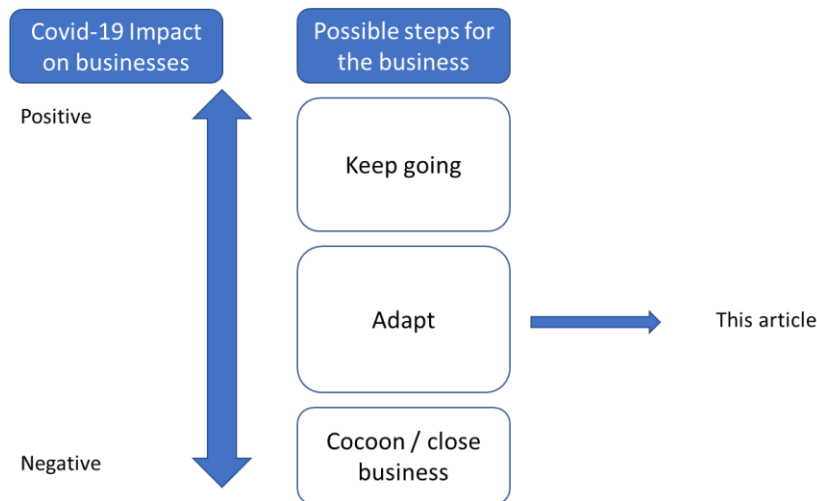 Covid-19 Impact
on businesses
Possible steps for
the business
Positive
Keep going
Adapt
This article
Negative
Cocoon / close
business